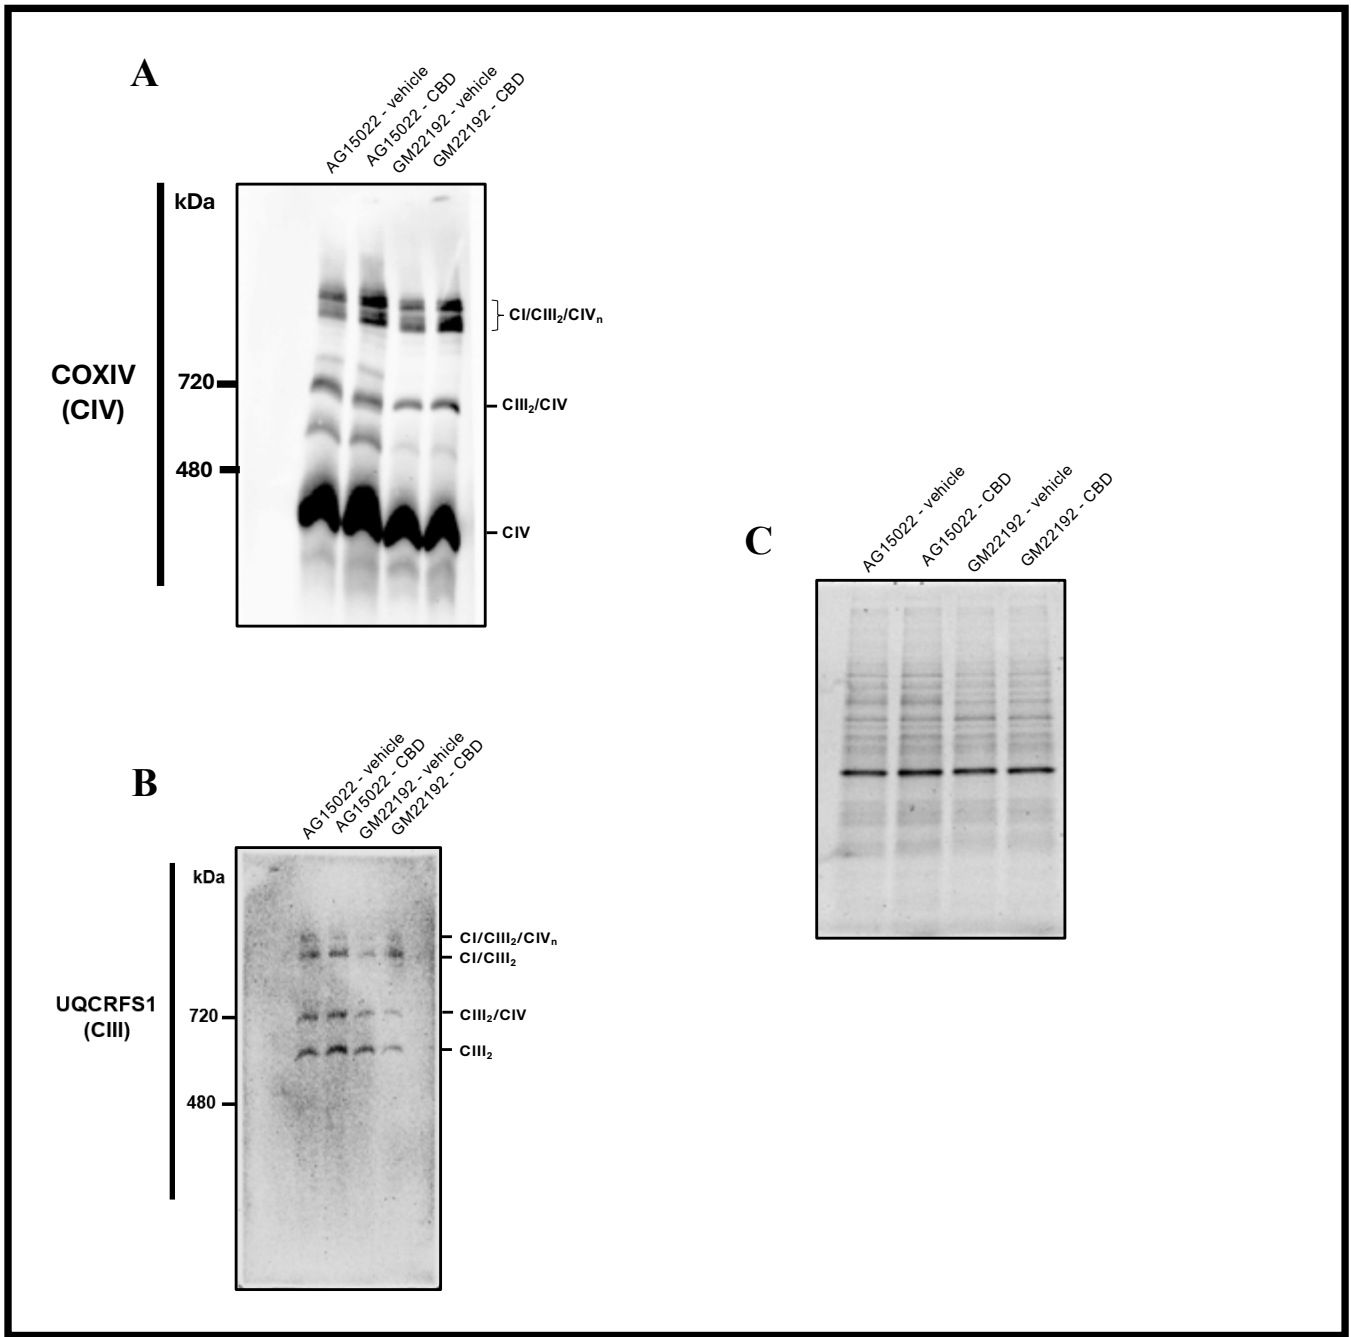 A
AG15022 - vehicle
AG15022 - CBD
GM22192 - vehicle
GM22192 - CBD
kDa
CI/CIII₂/CIVₙ
COXIV
(CIV)
720
CIII₂/CIV
480
CIV
C
AG15022 - vehicle
AG15022 - CBD
GM22192 - vehicle
GM22192 - CBD
B
AG15022 - vehicle
AG15022 - CBD
GM22192 - vehicle
GM22192 - CBD
kDa
CI/CIII₂/CIVₙ
CI/CIII₂
UQCRFS1
(CIII)
720
CIII₂/CIV
CIII₂
480